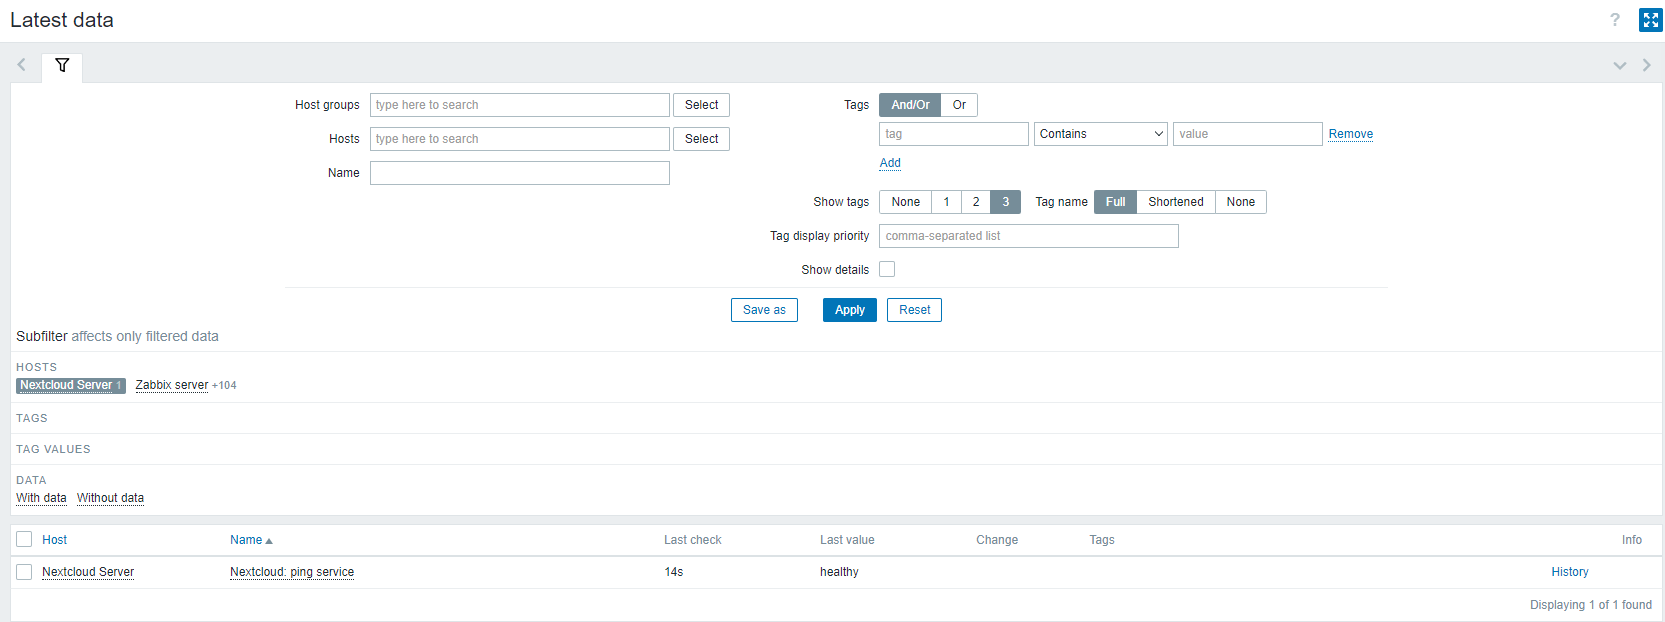 Latest data
?
Host groups type here to search Select
Hosts type here to search Select
Name
Tags And/Or Or
tag Contains value Remove
Add
Show tags None 1 2 3 Tag name Full Shortened None
Tag display priority comma-separated list
Show details
Save as Apply Reset
Subfilter affects only filtered data
HOSTS
Nextcloud Server 1 Zabbix server +104
TAGS
TAG VALUES
DATA
With data Without data
Host Name Last check Last value Change Tags Info
Nextcloud Server Nextcloud: ping service 14s healthy History
Displaying 1 of 1 found